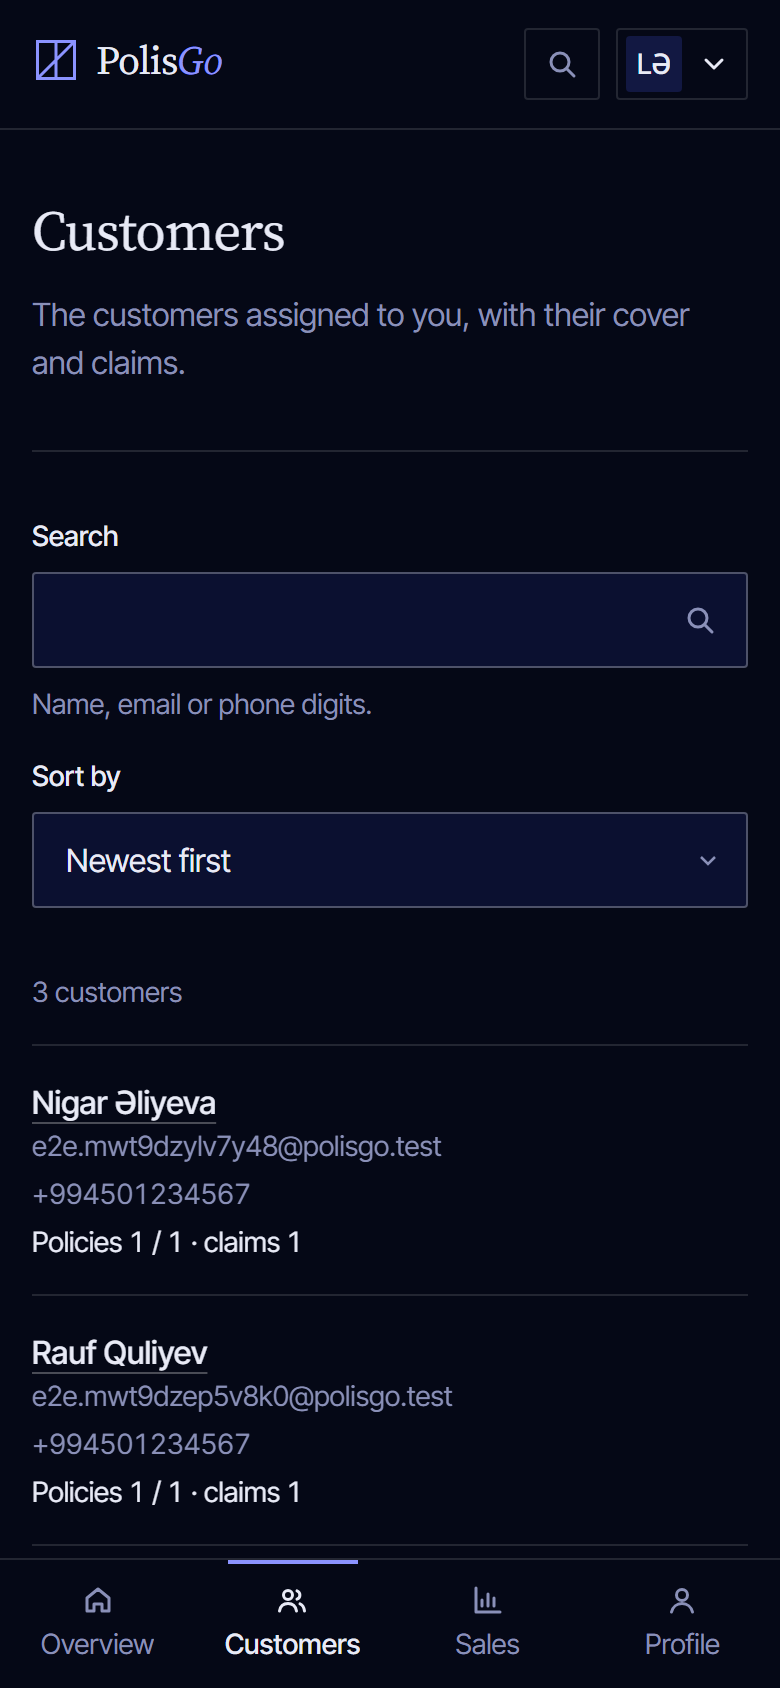 PolisGo
LƏ
Customers
The customers assigned to you, with their cover
and claims.
Search
Name, email or phone digits.
Sort by
Newest first
3 customers
Nigar Əliyeva
e2e.mwt9dzylv7y48@polisgo.test
+994501234567
Policies 1 / 1 · claims 1
Rauf Quliyev
e2e.mwt9dzep5v8k0@polisgo.test
+994501234567
Policies 1 / 1 · claims 1
Overview
Customers
Sales
Profile